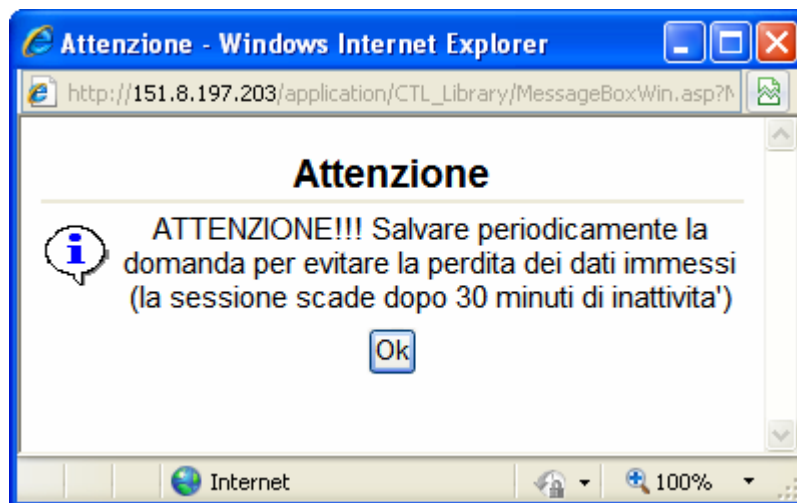 Attenzione - Windows Internet Explorer
http://151.8.197.203/application/CTL_Library/MessageBoxWin.asp?
Attenzione
ATTENZIONE!!! Salvare periodicamente la
domanda per evitare la perdita dei dati immessi
(la sessione scade dopo 30 minuti di inattivita')
Ok
Internet
100%